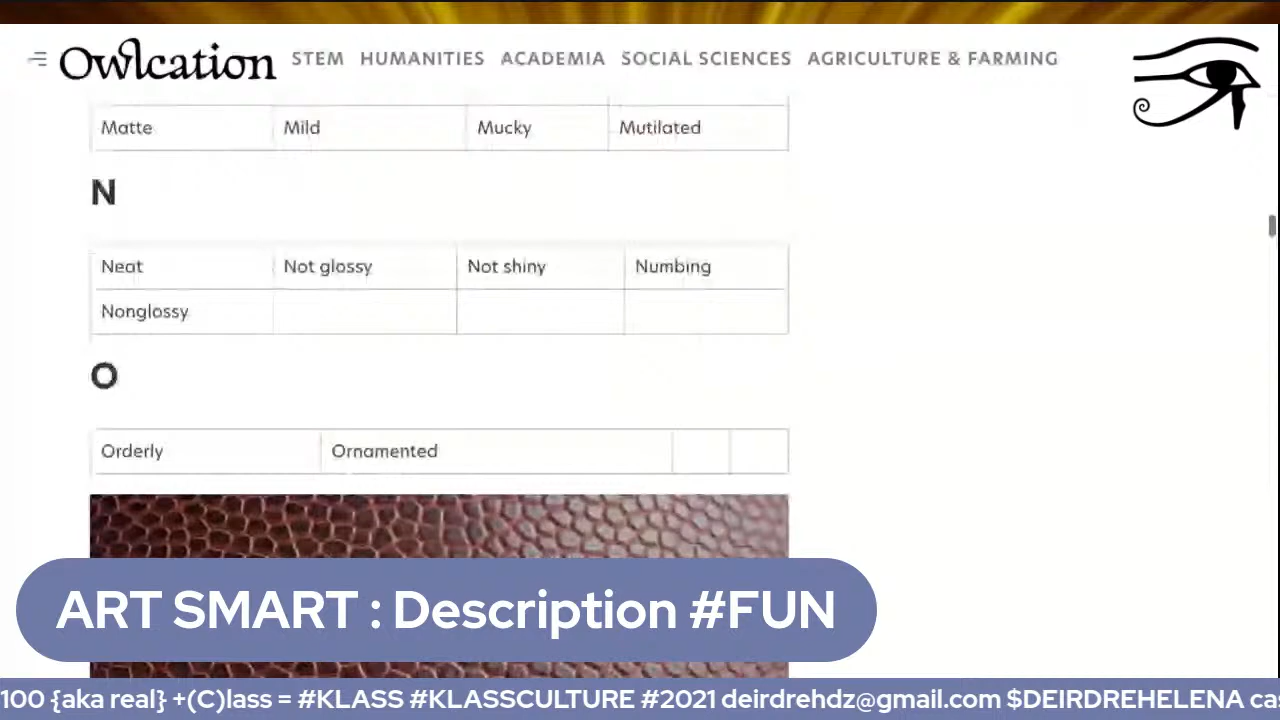 Owlcation STEM HUMANITIES ACADEMIA SOCIAL SCIENCES AGRICULTURE & FARMING
Matte Mild Mucky Mutilated
N
Neat Not glossy Not shiny Numbing
Nonglossy
O
Orderly Ornamented
ART SMART : Description #FUN
100 {aka real} +(C)lass = #KLASS #KLASSCULTURE #2021 deirdrehdz@gmail.com $DEIRDREHELENA ca